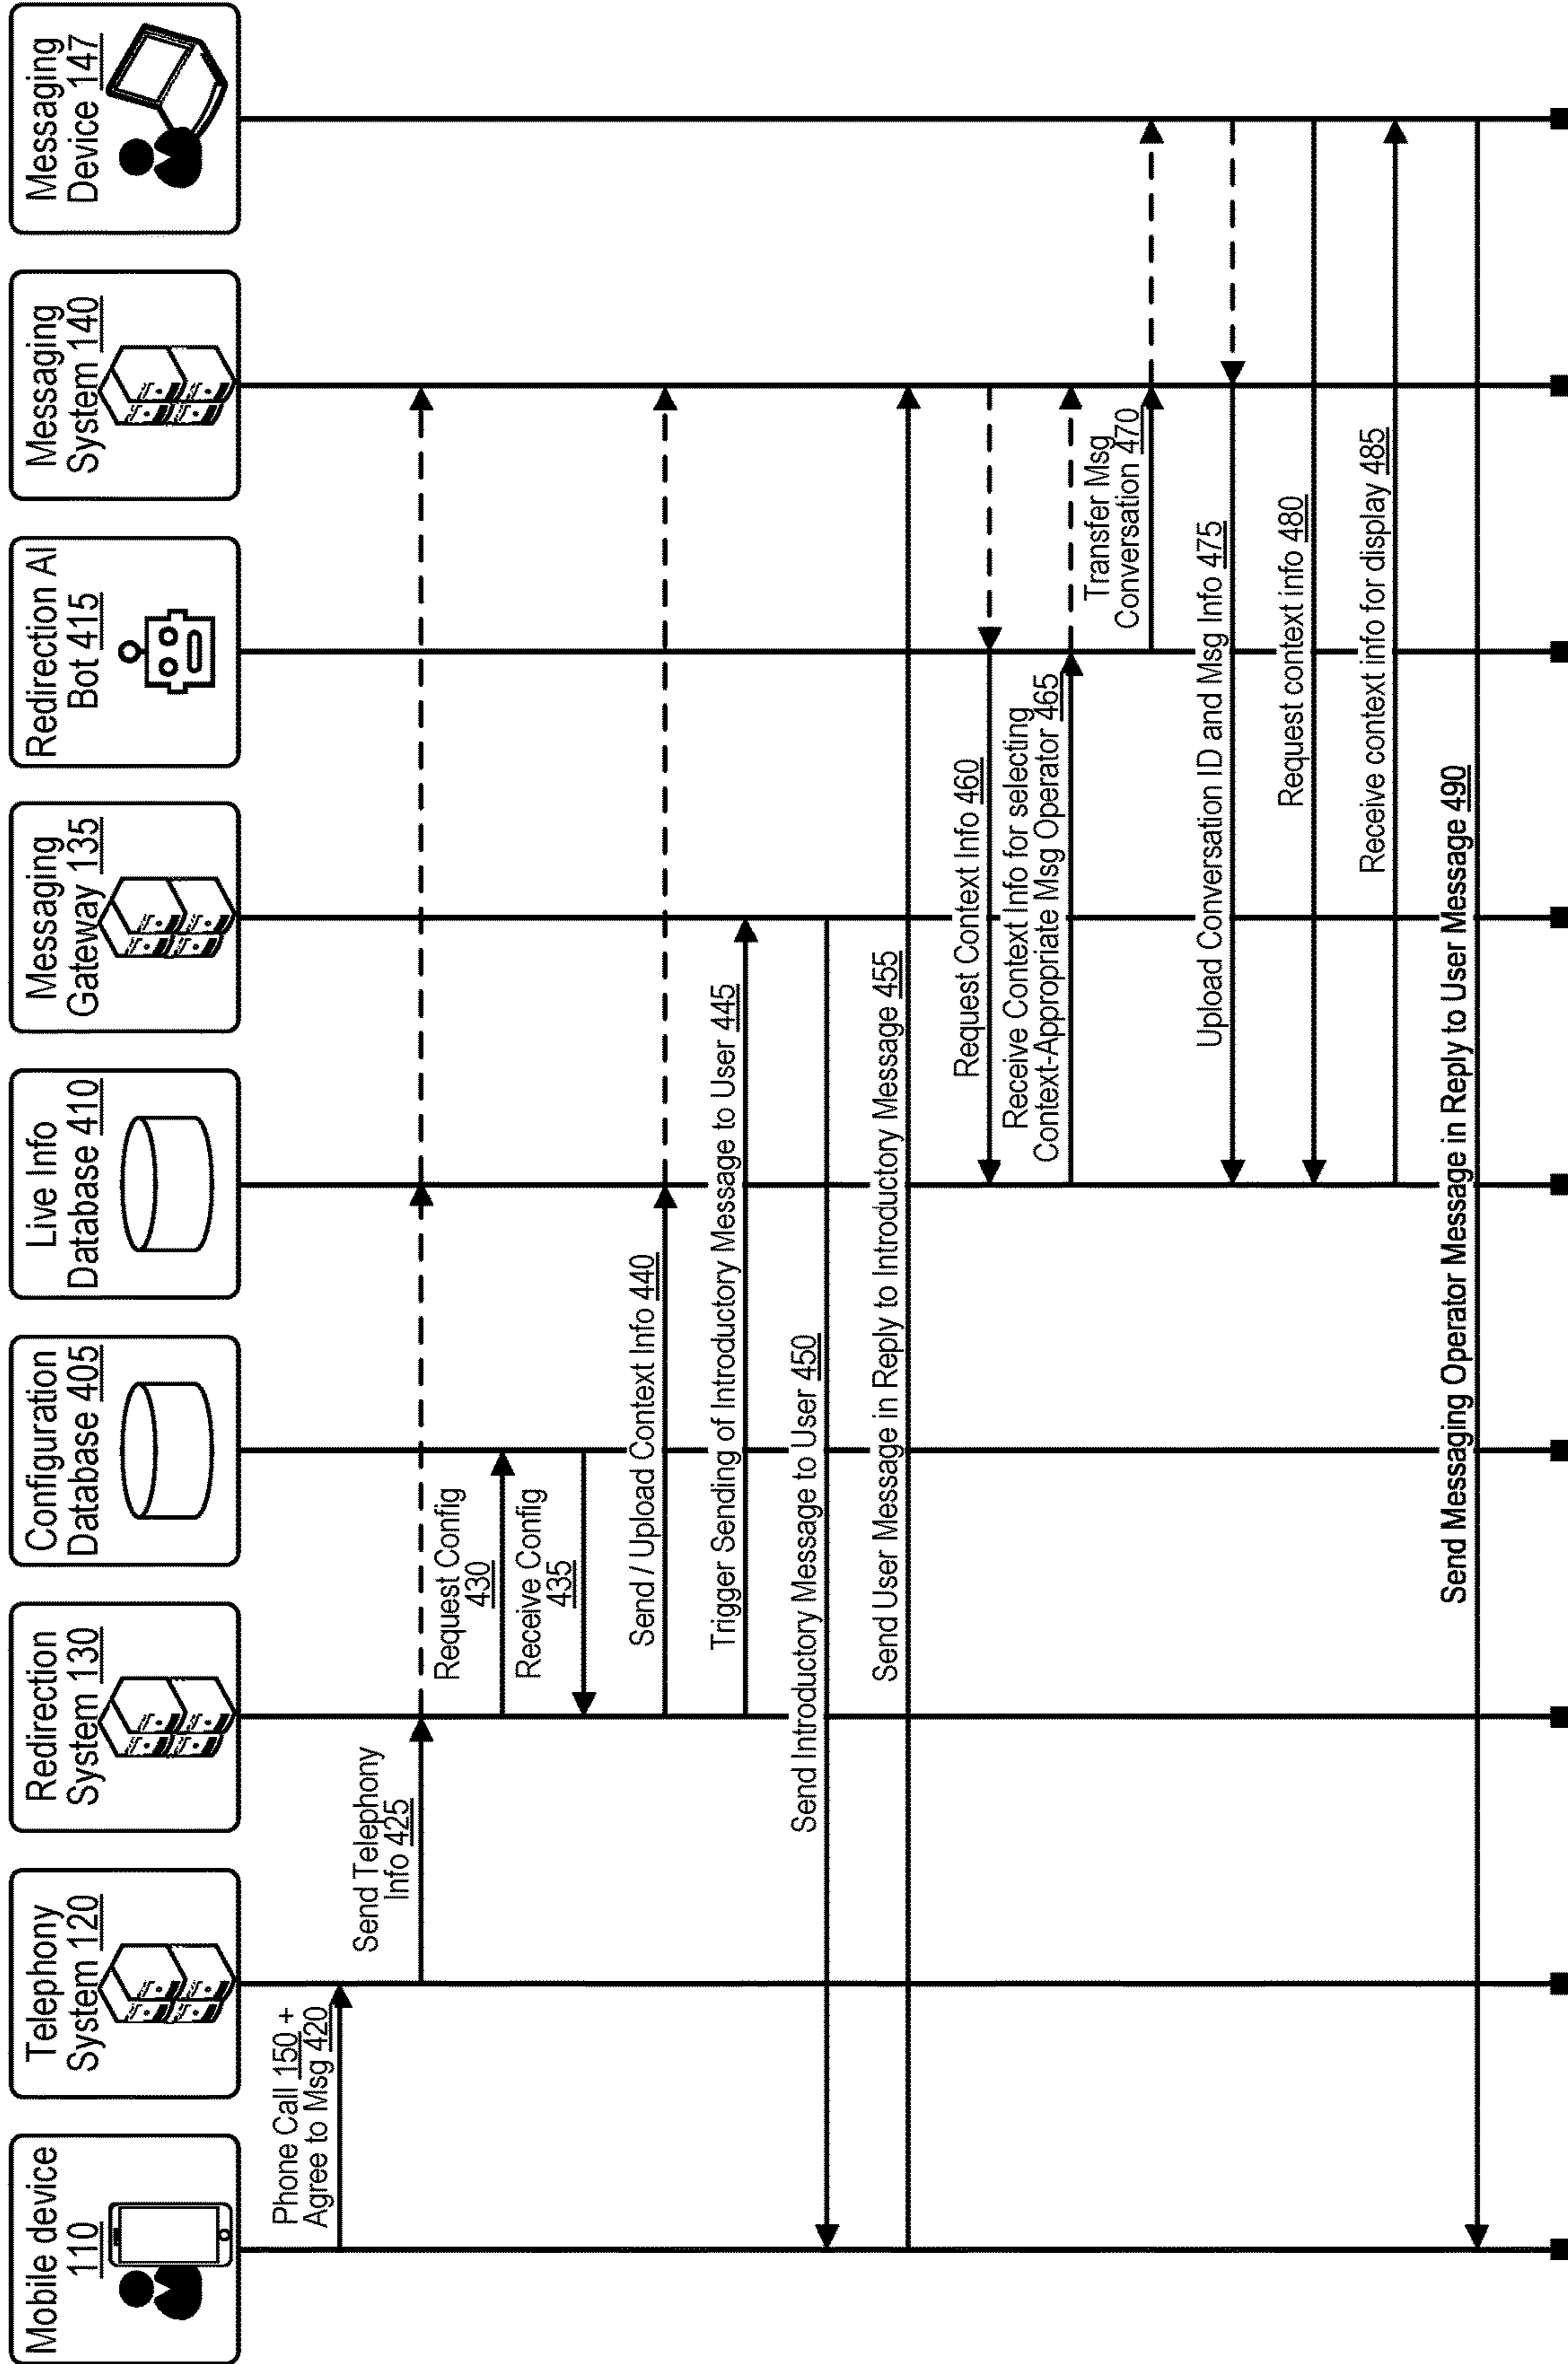 Mobile device
110
Telephony
System 120
Redirection
System 130
Configuration
Database 405
Live Info
Database 410
Messaging
Gateway 135
Redirection AI
Bot 415
Messaging
System 140
Messaging
Device 147
Phone Call 150 +
Agree to Msg 420
Send Telephony
Info 425
Request Config
430
Receive Config
435
Send / Upload Context Info 440
Trigger Sending of Introductory Message to User 445
Send Introductory Message to User 450
Send User Message in Reply to Introductory Message 455
Request Context Info 460
Receive Context Info for selecting
Context-Appropriate Msg Operator 465
Transfer Msg
Conversation 470
Upload Conversation ID and Msg Info 475
Request context info 480
Receive context info for display 485
Send Messaging Operator Message in Reply to User Message 490